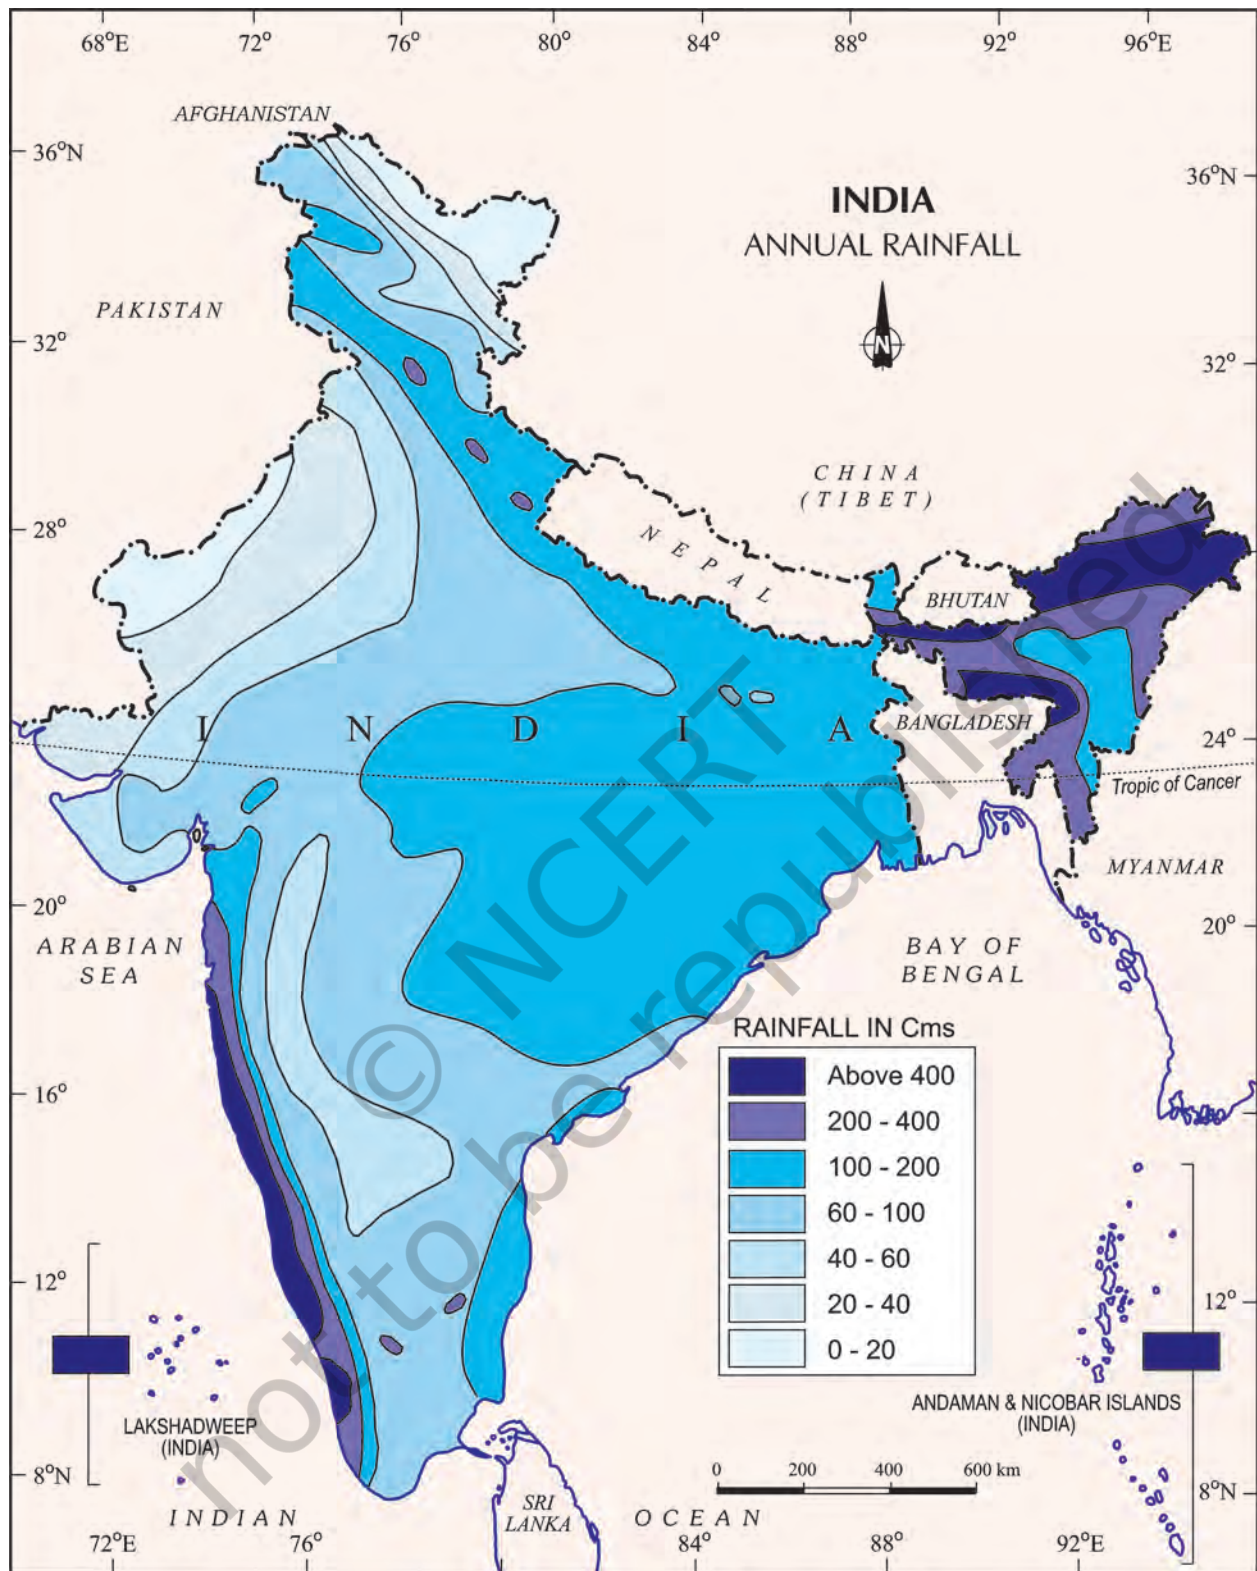 68°E 72° 76° 80° 84° 88° 92° 96°E
AFGHANISTAN
36°N
36°N
INDIA
ANNUAL RAINFALL
PAKISTAN
N
32°
32°
CHINA
(TIBET)
28°
NEPAL
BHUTAN
INDIA
BANGLADESH
24°
Tropic of Cancer
MYANMAR
20°
20°
ARABIAN
SEA
BAY OF
BENGAL
© NCERT
not to be republished
RAINFALL IN Cms
Above 400
200 - 400
100 - 200
60 - 100
40 - 60
20 - 40
0 - 20
16°
12°
12°
LAKSHADWEEP
(INDIA)
ANDAMAN & NICOBAR ISLANDS
(INDIA)
0 200 400 600 km
8°N
8°N
SRI
LANKA
INDIAN OCEAN
72°E 76° 84° 88° 92°E